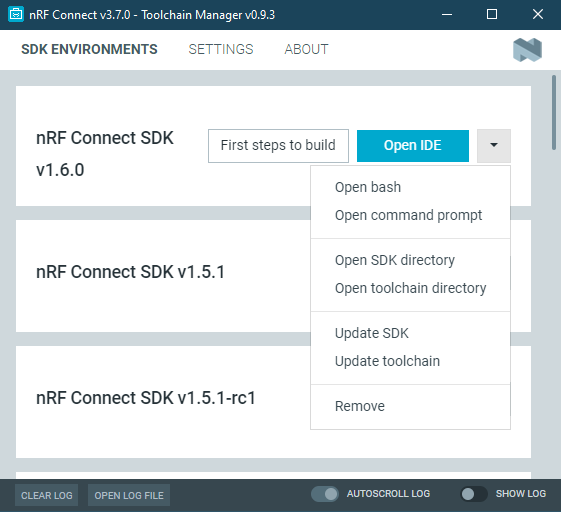 nRF Connect v3.7.0 - Toolchain Manager v0.9.3
SDK ENVIRONMENTS SETTINGS ABOUT
nRF Connect SDK
v1.6.0
First steps to build
Open IDE
Open bash
Open command prompt
Open SDK directory
Open toolchain directory
Update SDK
Update toolchain
Remove
nRF Connect SDK v1.5.1
nRF Connect SDK v1.5.1-rc1
CLEAR LOG OPEN LOG FILE AUTOSCROLL LOG SHOW LOG